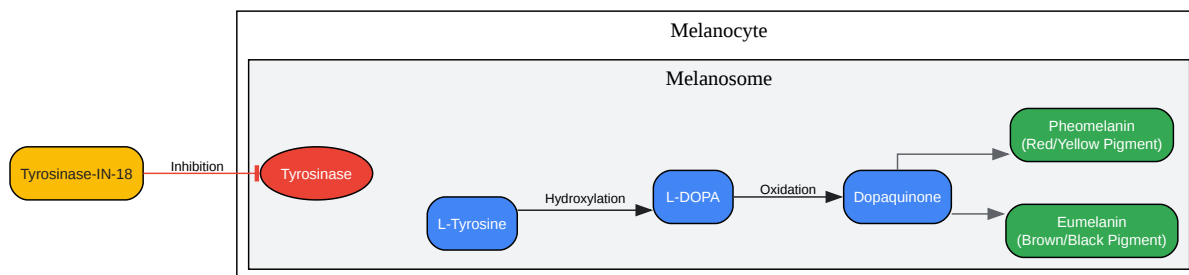 Melanocyte
Melanosome
Tyrosinase-IN-18
Inhibition
Tyrosinase
L-Tyrosine
Hydroxylation
L-DOPA
Oxidation
Dopaquinone
Pheomelanin
(Red/Yellow Pigment)
Eumelanin
(Brown/Black Pigment)